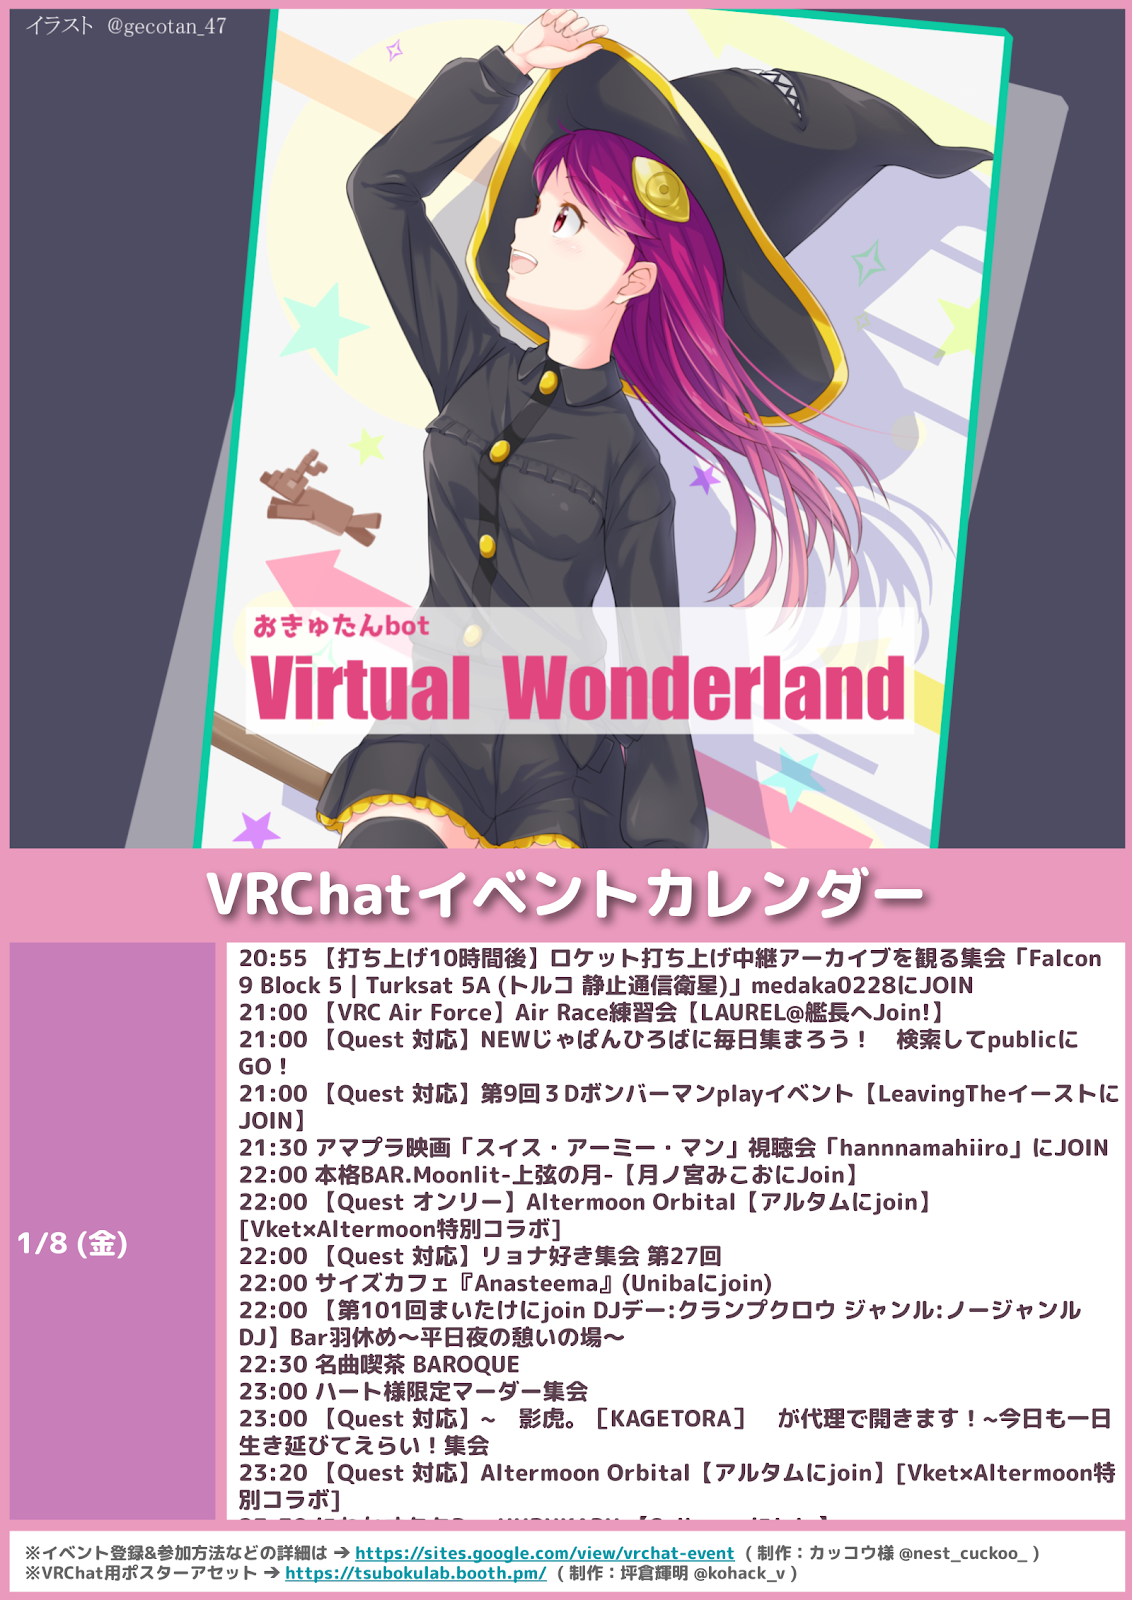 イラスト @gecotan_47
おきゅたんbot
Virtual Wonderland
VRChatイベントカレンダー
1/8 (金)
20:55 【打ち上げ10時間後】ロケット打ち上げ中継アーカイブを観る集会「Falcon
9 Block 5 | Turksat 5A (トルコ 静止通信衛星)」medaka0228にJOIN
21:00 【VRC Air Force】Air Race練習会【LAUREL@艦長へJoin!】
21:00 【Quest 対応】NEWじゃぱんひろばに毎日集まろう！　検索してpublicに
GO！
21:00 【Quest 対応】第9回３Dボンバーマンplayイベント【LeavingTheイーストに
JOIN】
21:30 アマプラ映画「スイス・アーミー・マン」視聴会「hannnamahiiro」にJOIN
22:00 本格BAR.Moonlit-上弦の月-【月ノ宮みこおにJoin】
22:00 【Quest オンリー】Altermoon Orbital【アルタムにjoin】
[Vket×Altermoon特別コラボ]
22:00 【Quest 対応】リョナ好き集会 第27回
22:00 サイズカフェ『Anasteema』(Unibaにjoin)
22:00 【第101回まいたけにjoin DJデー:クランプクロウ ジャンル:ノージャンル
DJ】Bar羽休め～平日夜の憩いの場～
22:30 名曲喫茶 BAROQUE
23:00 ハート様限定マーダー集会
23:00 【Quest 対応】~　影虎。［KAGETORA］　が代理で開きます！~今日も一日
生き延びてえらい！集会
23:20 【Quest 対応】Altermoon Orbital【アルタムにjoin】[Vket×Altermoon特
別コラボ]
※イベント登録&参加方法などの詳細は → https://sites.google.com/view/vrchat-event ( 制作：カッコウ様 @nest_cuckoo_ )
※VRChat用ポスターアセット → https://tsubokulab.booth.pm/ ( 制作：坪倉輝明 @kohack_v )